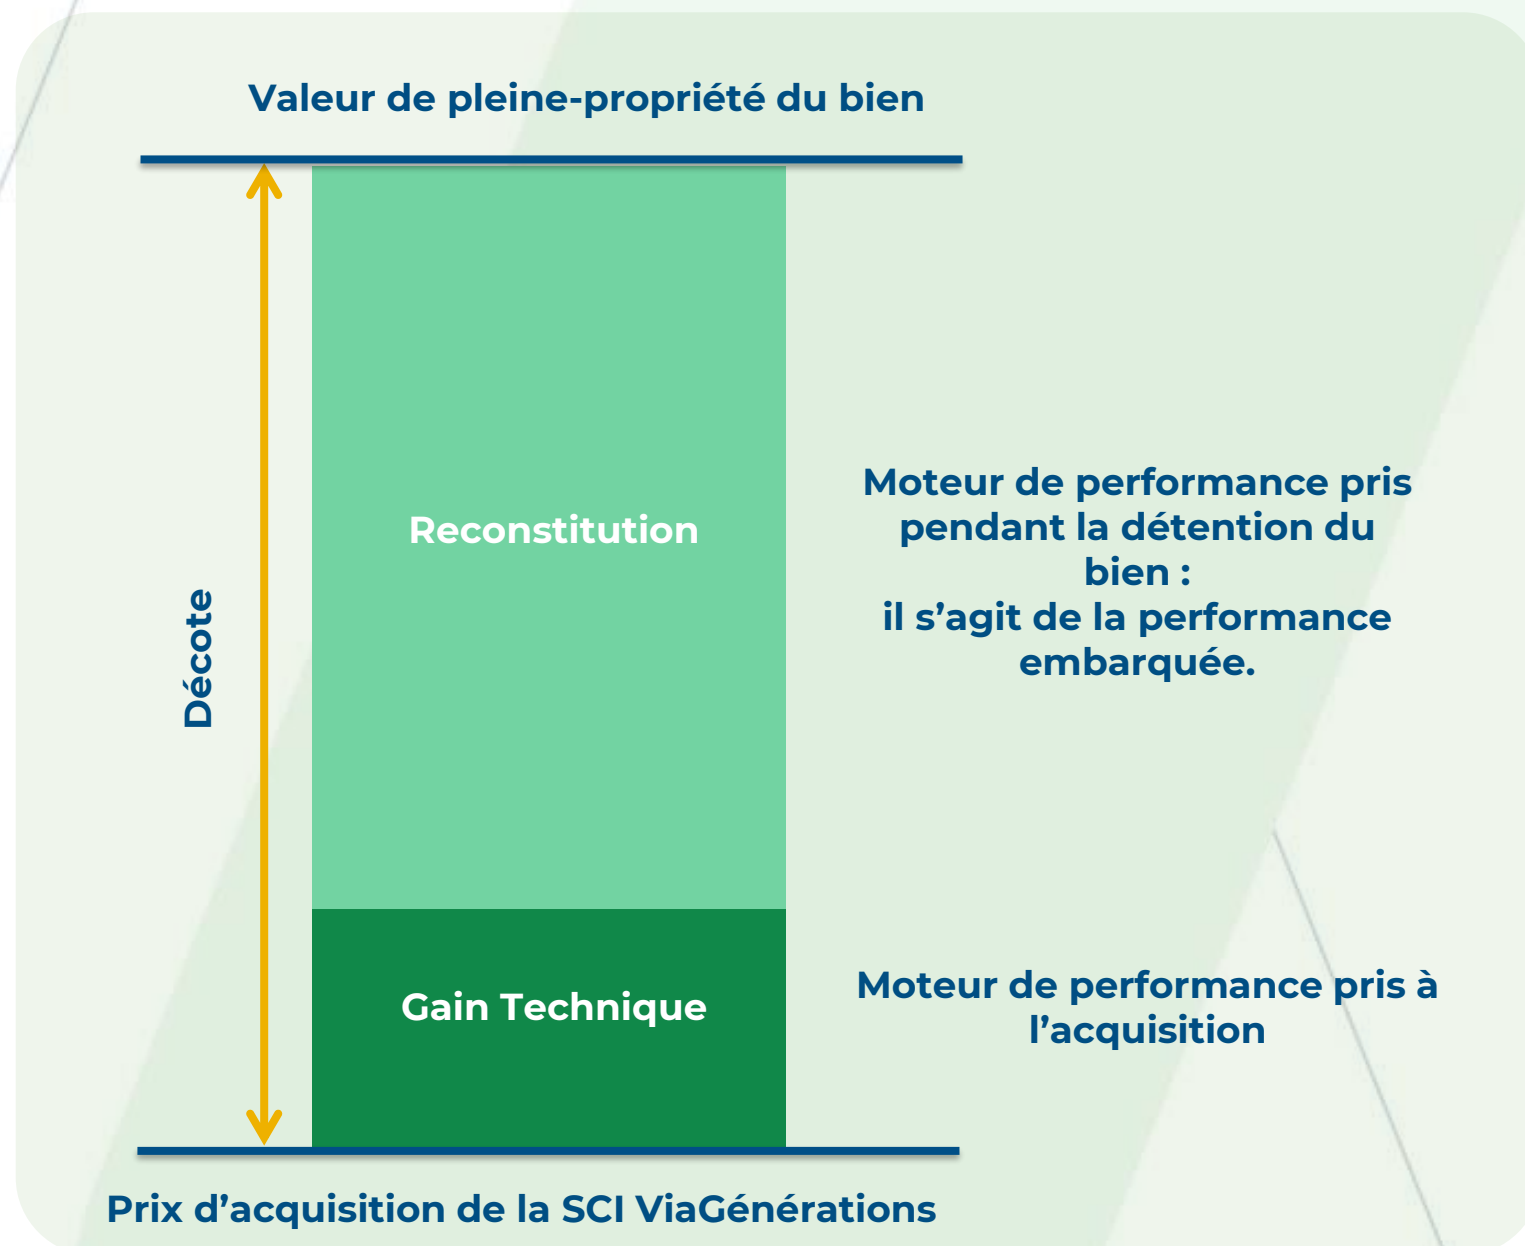 Valeur de pleine-propriété du bien
Décote
Reconstitution
Moteur de performance pris
pendant la détention du
bien :
il s’agit de la performance
embarquée.
Gain Technique
Moteur de performance pris à
l’acquisition
Prix d’acquisition de la SCI ViaGénérations